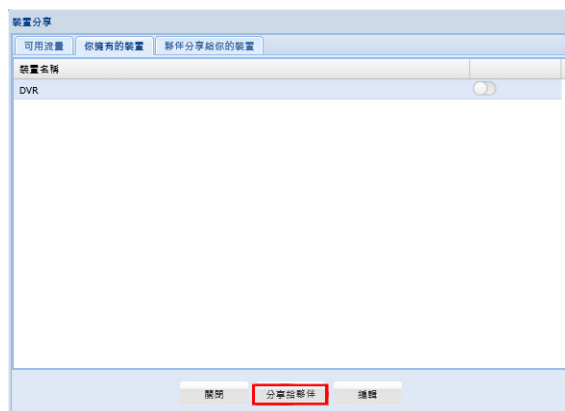 裝置分享
可用流量 你擁有的裝置 夥伴分享給你的裝置
裝置名稱
DVR
關閉 分享給夥伴 編輯